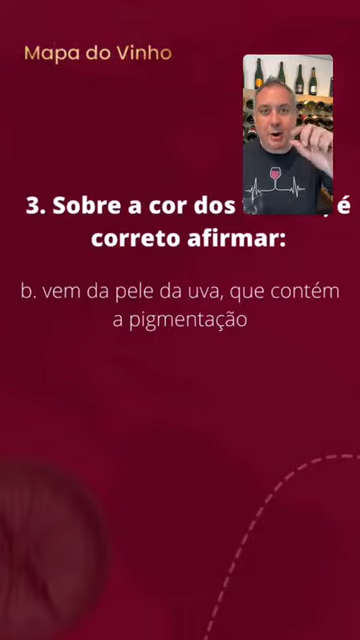 Mapa do Vinho
3. Sobre a cor dos é
correto afirmar:
b. vem da pele da uva, que contém
a pigmentação